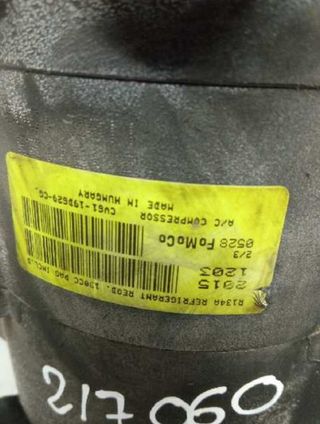 R134A REFRIGERANT REQD. 130CC PAG INCL.
2015
1203
2/3
0528 FoMoCo
A/C COMPRESSOR
MADE IN HUNGARY
CV61-19D629-CG.
217060